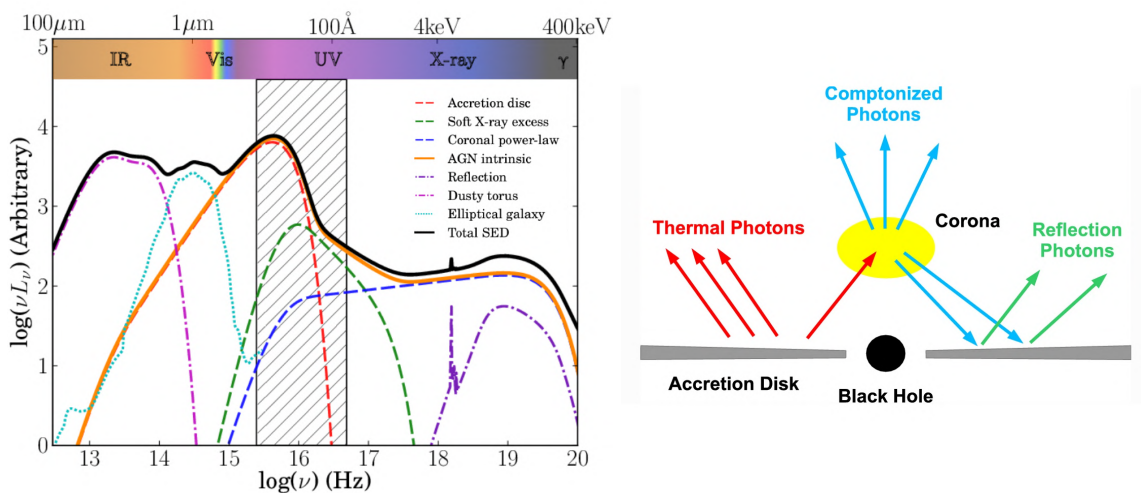 100μm 1μm 100Å 4keV 400keV
IR Vis UV X-ray γ
5
4
3
2
1
0
log(νLν) (Arbitrary)
Accretion disc
Soft X-ray excess
Coronal power-law
AGN intrinsic
Reflection
Dusty torus
Elliptical galaxy
Total SED
13 14 15 16 17 18 19 20
log(ν) (Hz)
Comptonized
Photons
Thermal Photons
Corona
Reflection
Photons
Accretion Disk
Black Hole